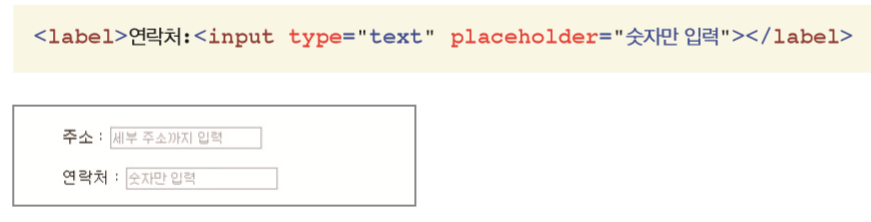 <label>연락처:<input type="text" placeholder="숫자만 입력"></label>
주소 : 세부 주소까지 입력
연락처 : 숫자만 입력